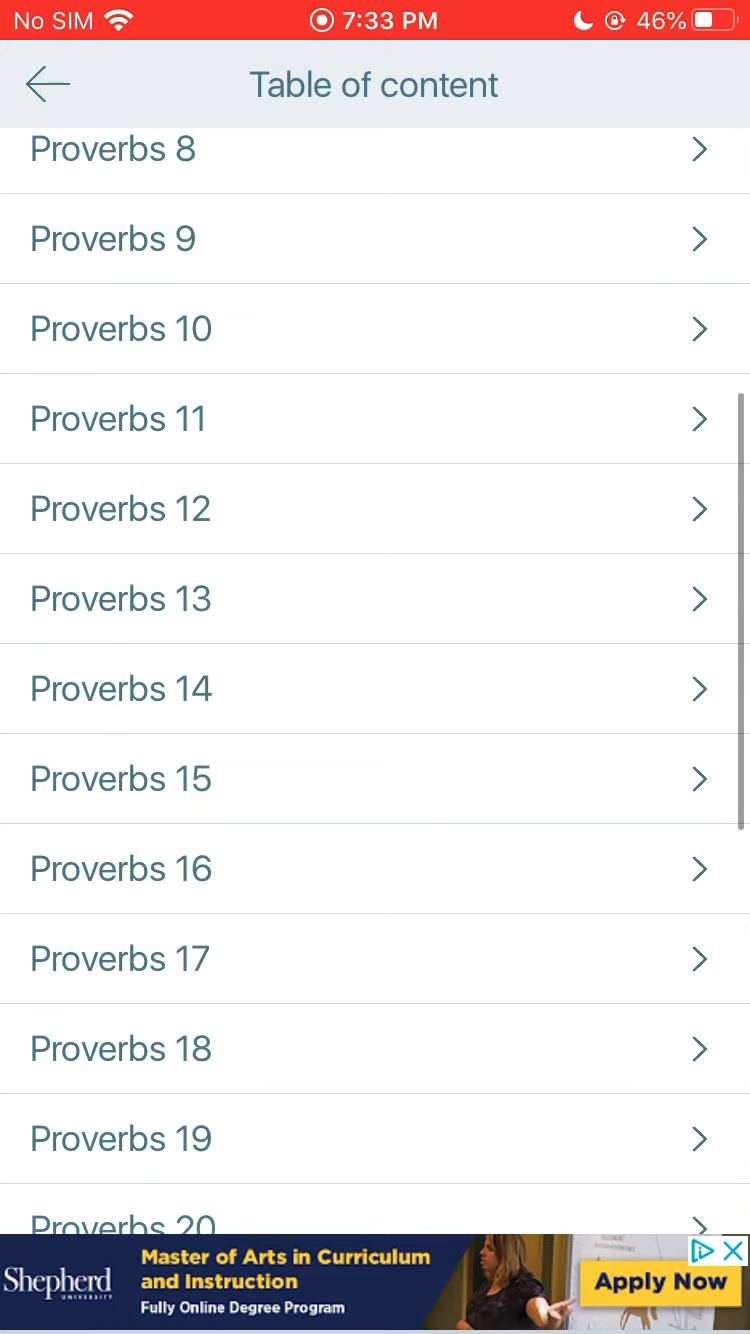 No SIM 7:33 PM 46%
Table of content
Proverbs 8
Proverbs 9
Proverbs 10
Proverbs 11
Proverbs 12
Proverbs 13
Proverbs 14
Proverbs 15
Proverbs 16
Proverbs 17
Proverbs 18
Proverbs 19
Proverbs 20
Shepherd
UNIVERSITY
Master of Arts in Curriculum
and Instruction
Fully Online Degree Program
Apply Now